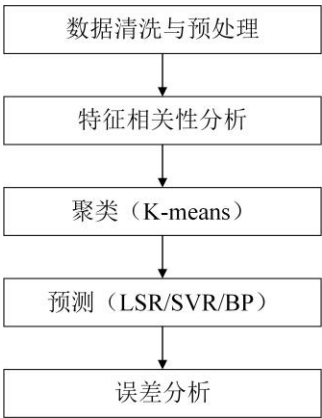 数据清洗与预处理
特征相关性分析
聚类（K-means）
预测（LSR/SVR/BP）
误差分析